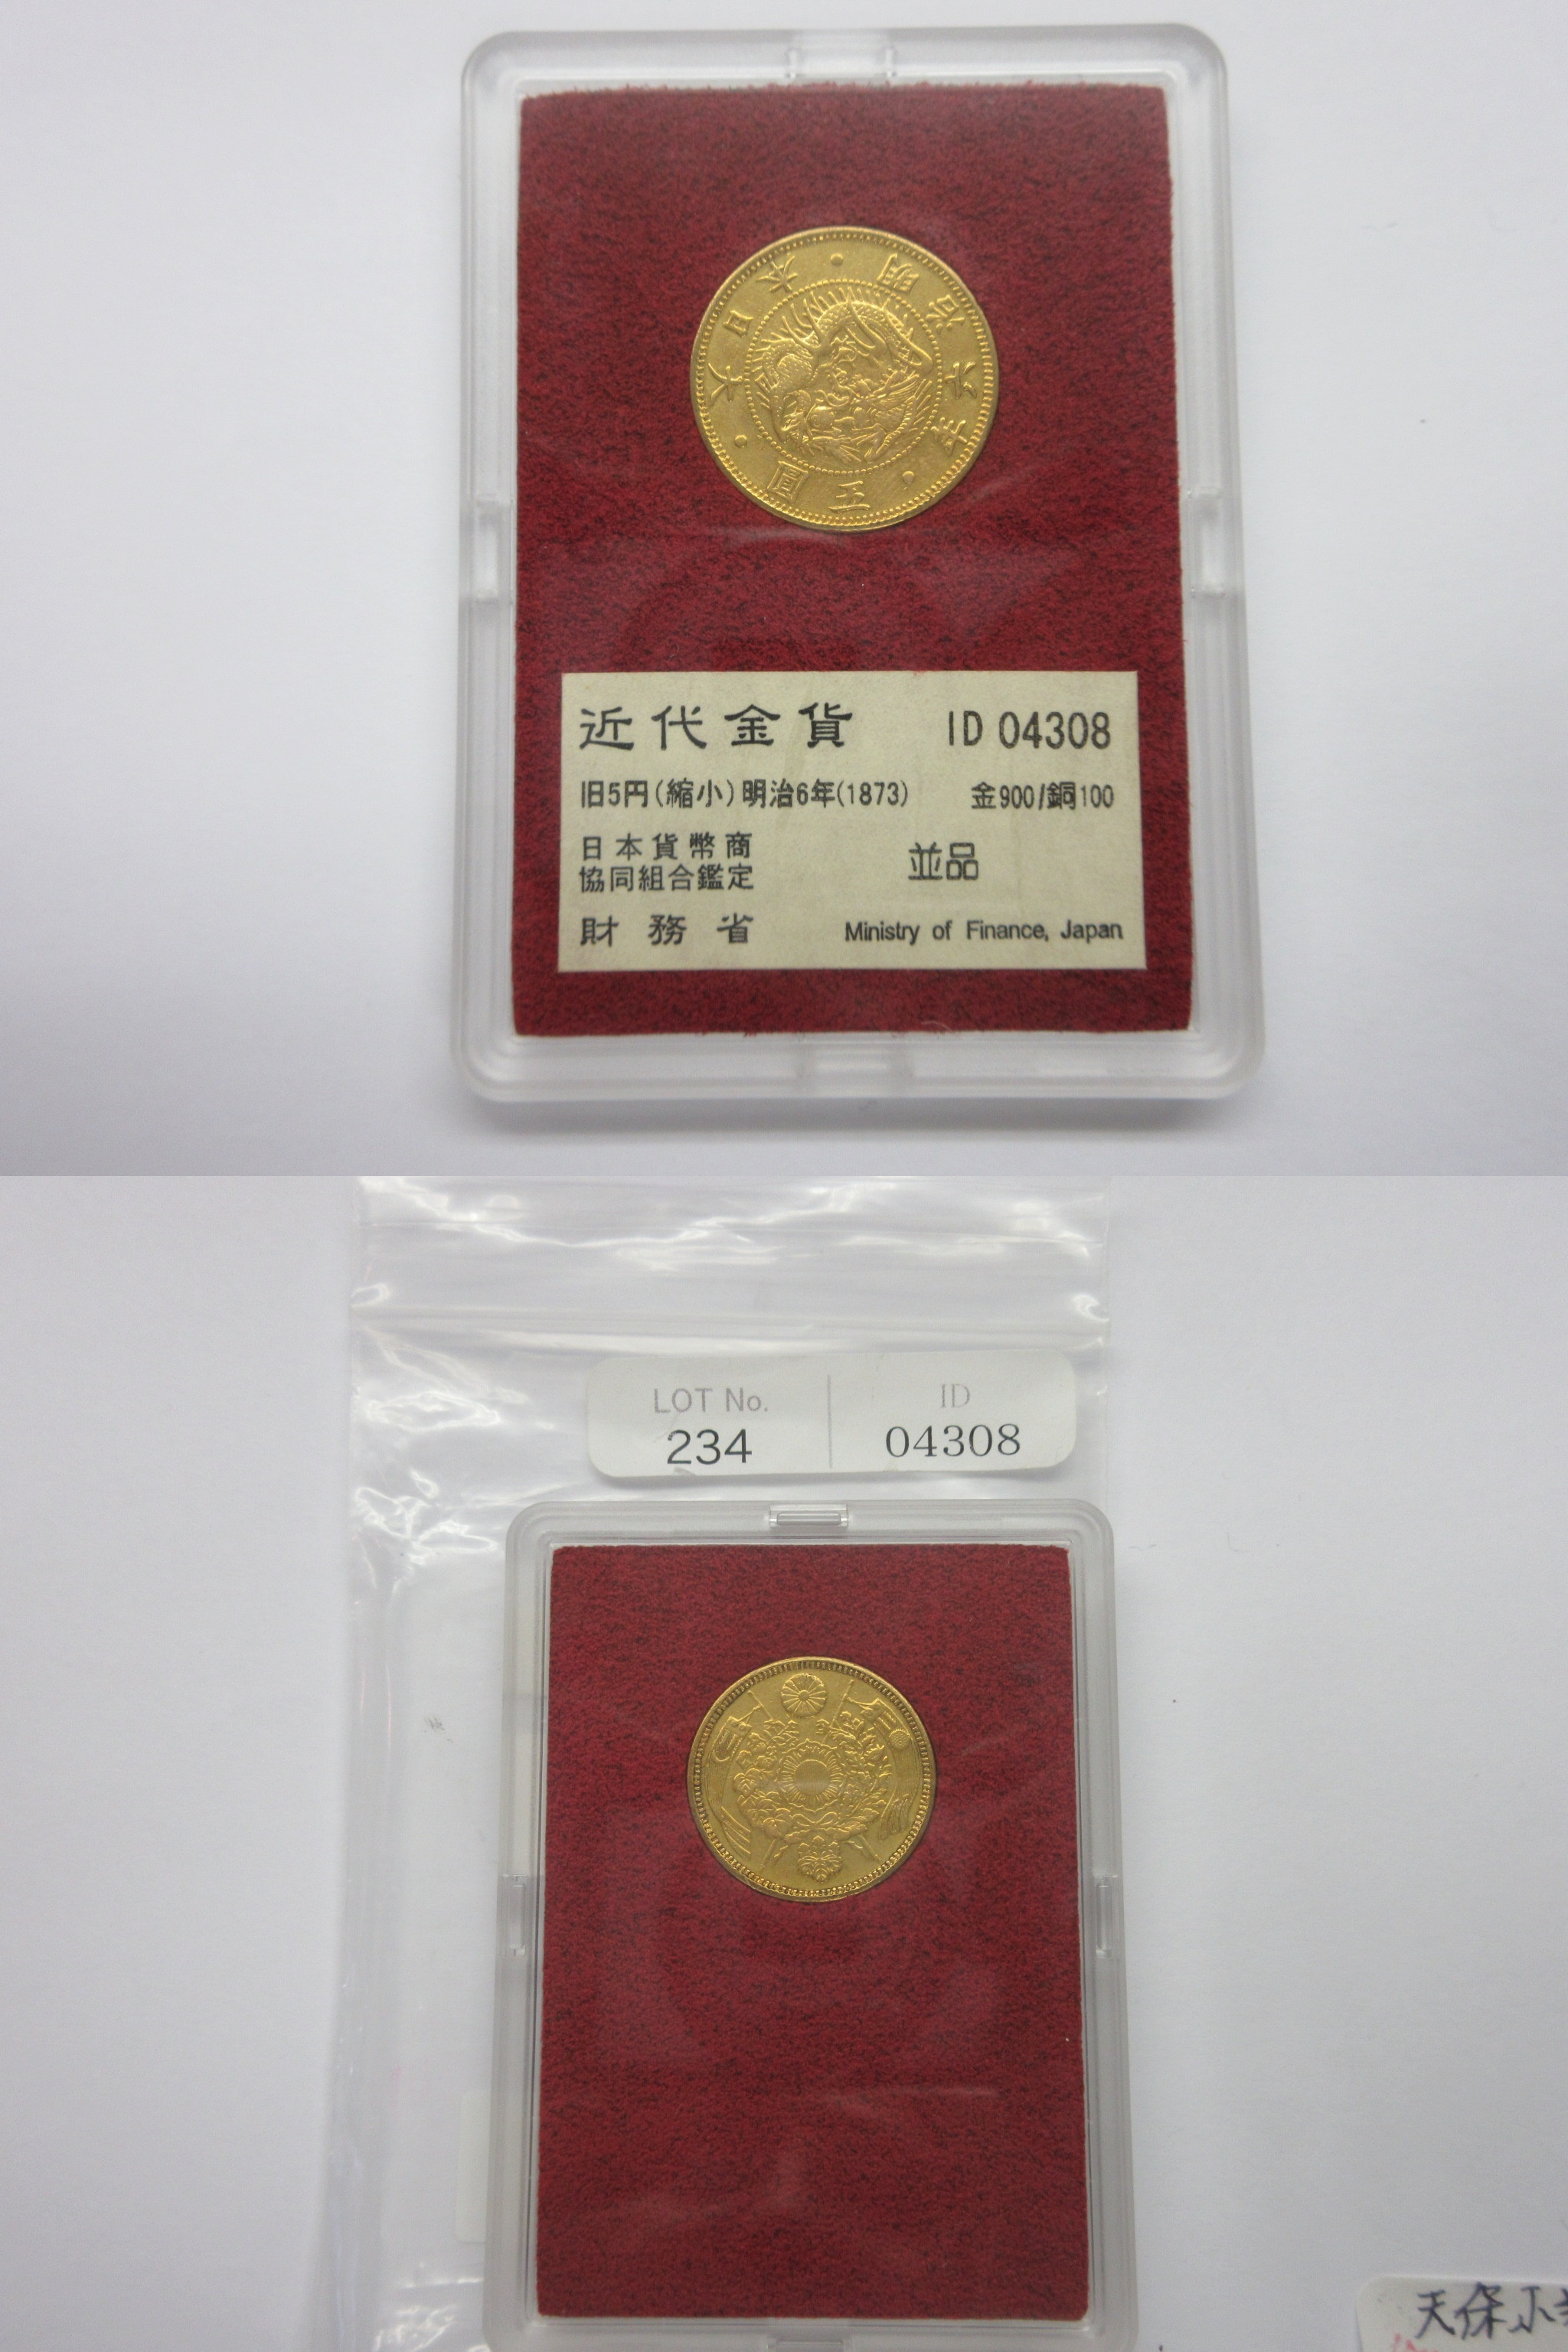 大日本・明治六年・五圓・
近代金貨 ID 04308
旧5円(縮小)明治6年(1873) 金900/銅100
日本貨幣商
協同組合鑑定 並品
財務省 Ministry of Finance, Japan
LOT No. ID
234 04308
天保小